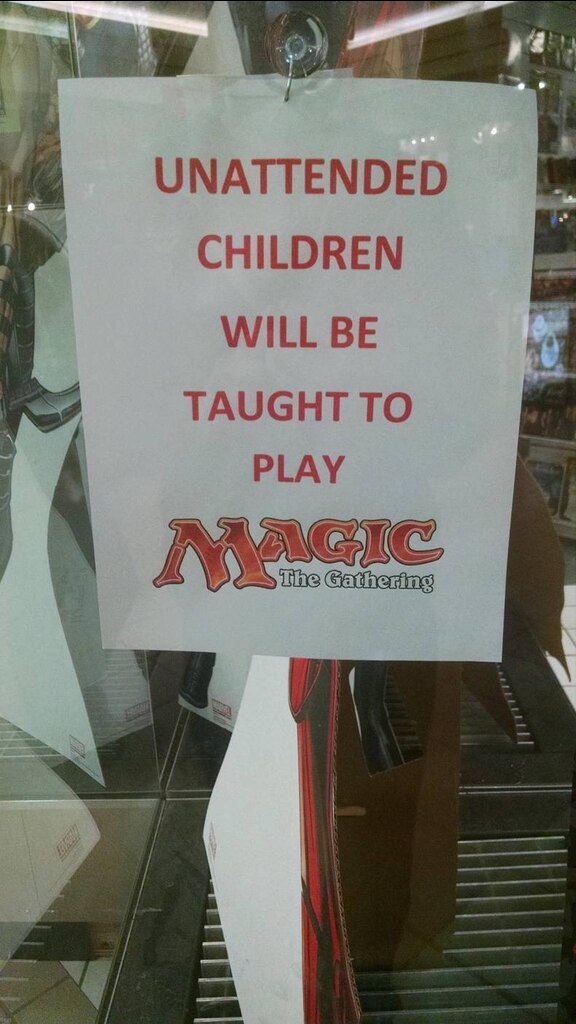 UNATTENDED
CHILDREN
WILL BE
TAUGHT TO
PLAY
MAGIC
The Gathering